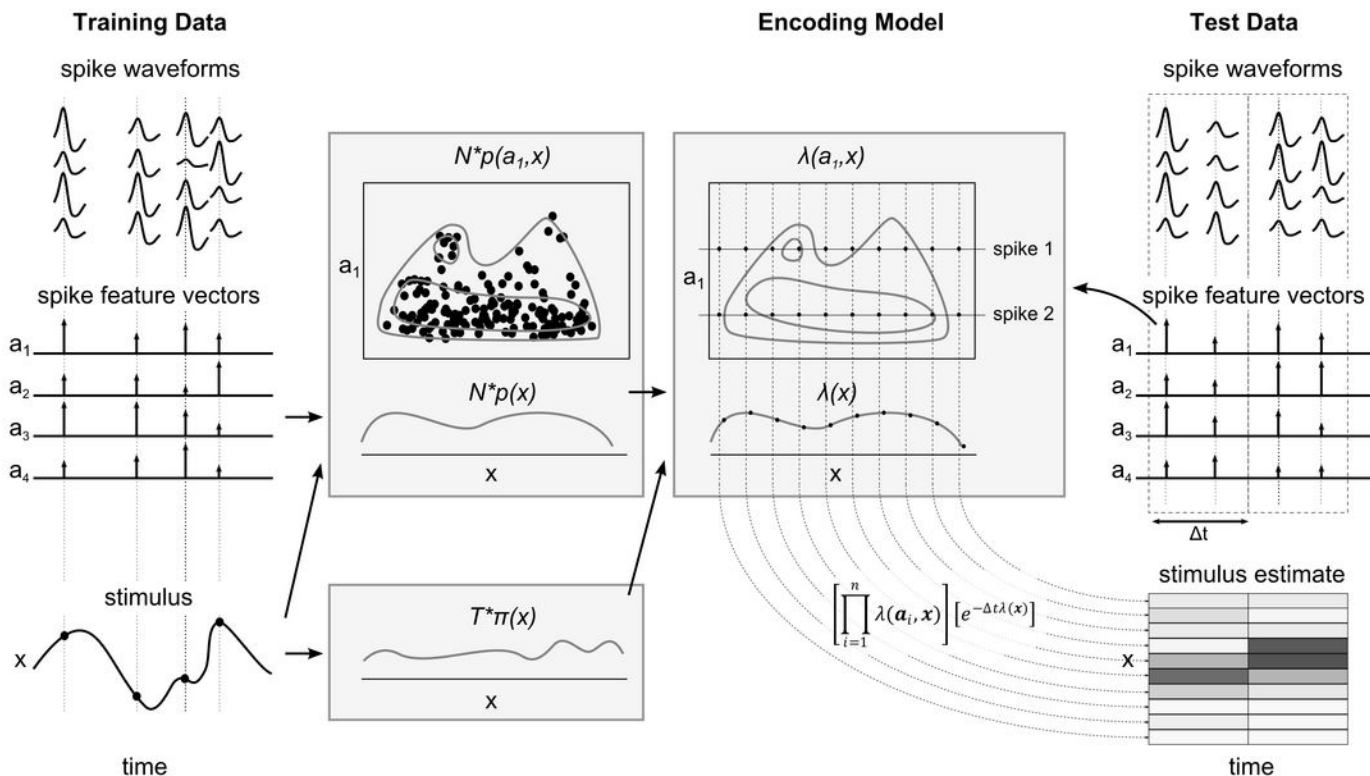 Training Data
Encoding Model
Test Data
spike waveforms
spike waveforms
N*p(a₁,x)
λ(a₁,x)
a₁
a₁
spike 1
spike 2
spike feature vectors
spike feature vectors
a₁
a₂
a₃
a₄
a₁
a₂
a₃
a₄
N*p(x)
λ(x)
x
x
Δt
stimulus
x
T*π(x)
x
[∏ᵢ₌₁ⁿ λ(𝒂ᵢ, 𝒙)] [e^{−Δtλ(𝒙)}]
stimulus estimate
x
time
time